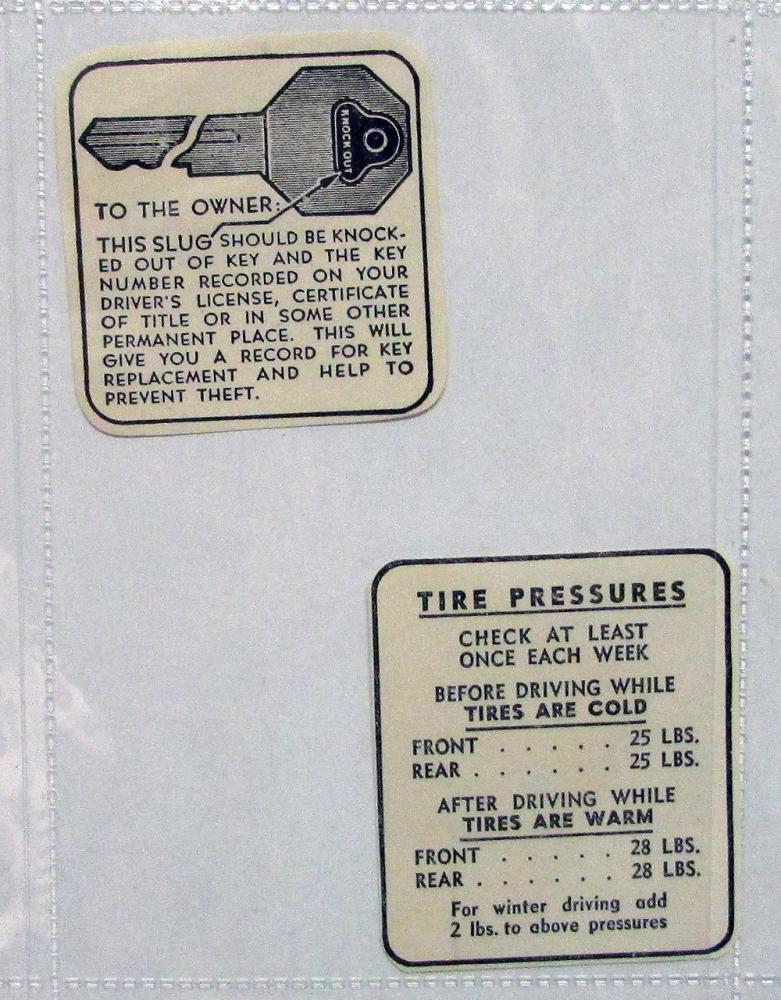 KNOCK OUT
TO THE OWNER:
THIS SLUG SHOULD BE KNOCK-
ED OUT OF KEY AND THE KEY
NUMBER RECORDED ON YOUR
DRIVER'S LICENSE, CERTIFICATE
OF TITLE OR IN SOME OTHER
PERMANENT PLACE. THIS WILL
GIVE YOU A RECORD FOR KEY
REPLACEMENT AND HELP TO
PREVENT THEFT.
TIRE PRESSURES
CHECK AT LEAST
ONCE EACH WEEK
BEFORE DRIVING WHILE
TIRES ARE COLD
FRONT . . . . . 25 LBS.
REAR . . . . . . 25 LBS.
AFTER DRIVING WHILE
TIRES ARE WARM
FRONT . . . . . 28 LBS.
REAR . . . . . . 28 LBS.
For winter driving add
2 lbs. to above pressures